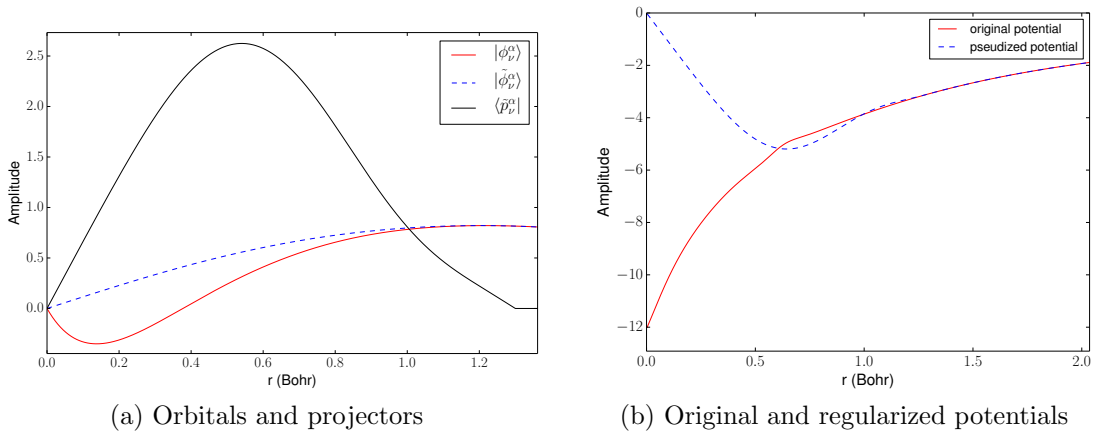 2.5
2.0
1.5
1.0
0.5
0.0
Amplitude
0.0 0.2 0.4 0.6 0.8 1.0 1.2
r (Bohr)
|ϕ_ν^α⟩
|ϕ̃_ν^α⟩
⟨p̃_ν^α|
(a) Orbitals and projectors
0
−2
−4
−6
−8
−10
−12
Amplitude
0.0 0.5 1.0 1.5 2.0
r (Bohr)
original potential
pseudized potential
(b) Original and regularized potentials